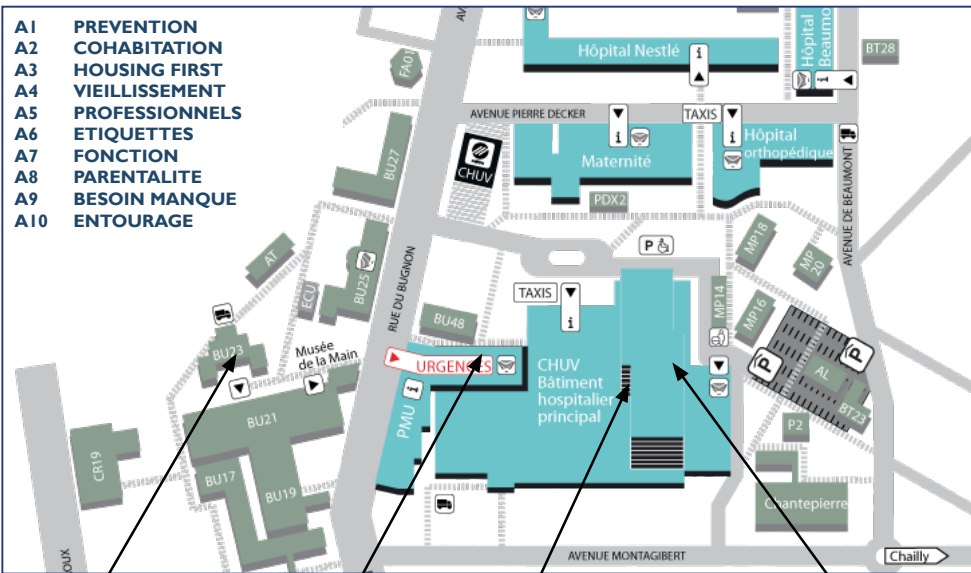 A1 PREVENTION
A2 COHABITATION
A3 HOUSING FIRST
A4 VIEILLISSEMENT
A5 PROFESSIONNELS
A6 ETIQUETTES
A7 FONCTION
A8 PARENTALITE
A9 BESOIN MANQUE
A10 ENTOURAGE
AV
Hôpital Nestlé
i
Hôpital
Beaumo
i
BT28
FA01
AVENUE PIERRE DECKER
TAXIS
i
Maternité
i
Hôpital
orthopédique
CHUV
BU27
PDX2
AVENUE DE BEAUMONT
MP18
MP
20
P
AT
ECU
BU25
RUE DU BUGNON
TAXIS
i
MP14
MP16
BU48
BU23
Musée
de la Main
URGENCES
i
PMU
CHUV
Bâtiment
hospitalier
principal
P
P
AL
BT23
BU21
P2
CR19
BU17
BU19
Chantepierre
OUX
AVENUE MONTAGIBERT
Chailly